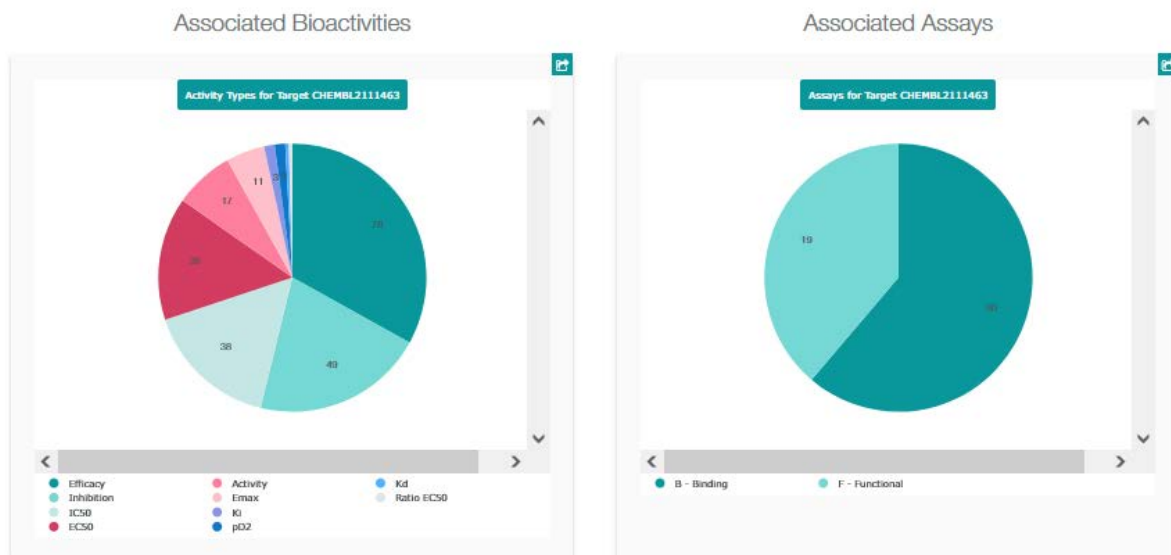 Associated Bioactivities
Activity Types for Target CHEMBL2111463
11
3
17
38
49
Efficacy
Inhibition
IC50
EC50
Activity
Emax
Ki
pD2
Kd
Ratio EC50
Associated Assays
Assays for Target CHEMBL2111463
19
B - Binding
F - Functional